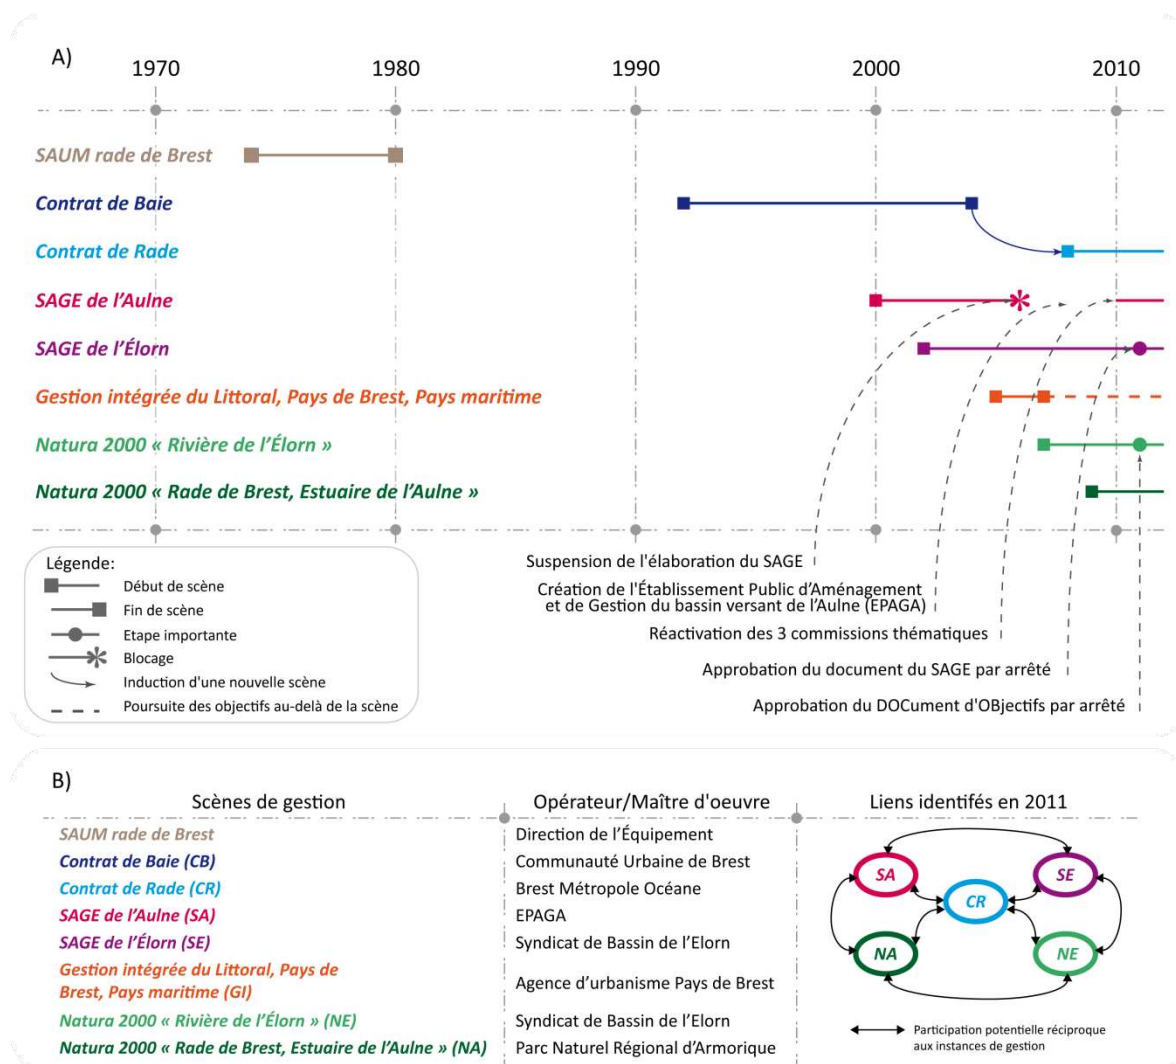 A)
1970 1980 1990 2000 2010
SAUM rade de Brest
Contrat de Baie
Contrat de Rade
SAGE de l'Aulne
SAGE de l'Élorn
Gestion intégrée du Littoral, Pays de Brest, Pays maritime
Natura 2000 « Rivière de l'Élorn »
Natura 2000 « Rade de Brest, Estuaire de l'Aulne »
Légende:
Début de scène
Fin de scène
Etape importante
Blocage
Induction d'une nouvelle scène
Poursuite des objectifs au-delà de la scène
Suspension de l'élaboration du SAGE
Création de l'Établissement Public d'Aménagement
et de Gestion du bassin versant de l'Aulne (EPAGA)
Réactivation des 3 commissions thématiques
Approbation du document du SAGE par arrêté
Approbation du DOCument d'OBjectifs par arrêté
B)
Scènes de gestion Opérateur/Maître d'oeuvre Liens identifiés en 2011
SAUM rade de Brest Direction de l'Équipement
Contrat de Baie (CB) Communauté Urbaine de Brest
Contrat de Rade (CR) Brest Métropole Océane
SAGE de l'Aulne (SA) EPAGA
SAGE de l'Élorn (SE) Syndicat de Bassin de l'Elorn
Gestion intégrée du Littoral, Pays de
Brest, Pays maritime (GI) Agence d'urbanisme Pays de Brest
Natura 2000 « Rivière de l'Élorn » (NE) Syndicat de Bassin de l'Elorn
Natura 2000 « Rade de Brest, Estuaire de l'Aulne » (NA) Parc Naturel Régional d'Armorique
SA SE
CR
NA NE
Participation potentielle réciproque
aux instances de gestion